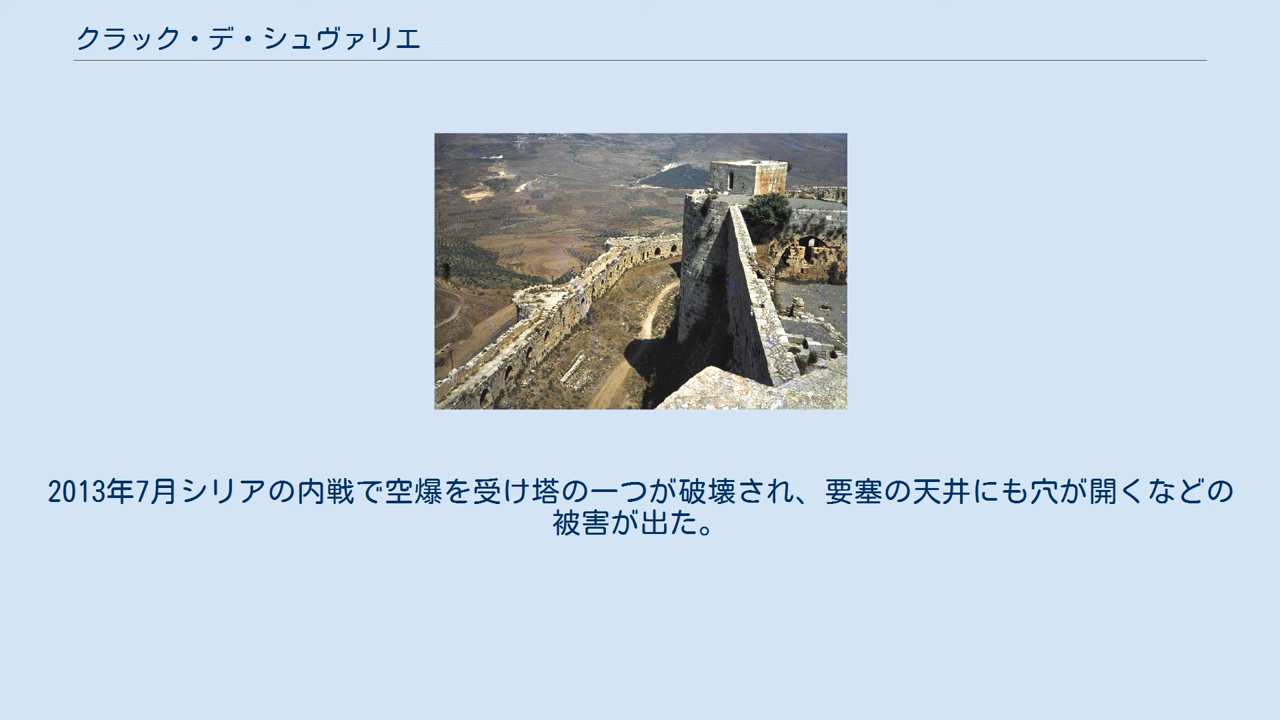 クラック・デ・シュヴァリエ
2013年7月シリアの内戦で空爆を受け塔の一つが破壊され、要塞の天井にも穴が開くなどの
被害が出た。